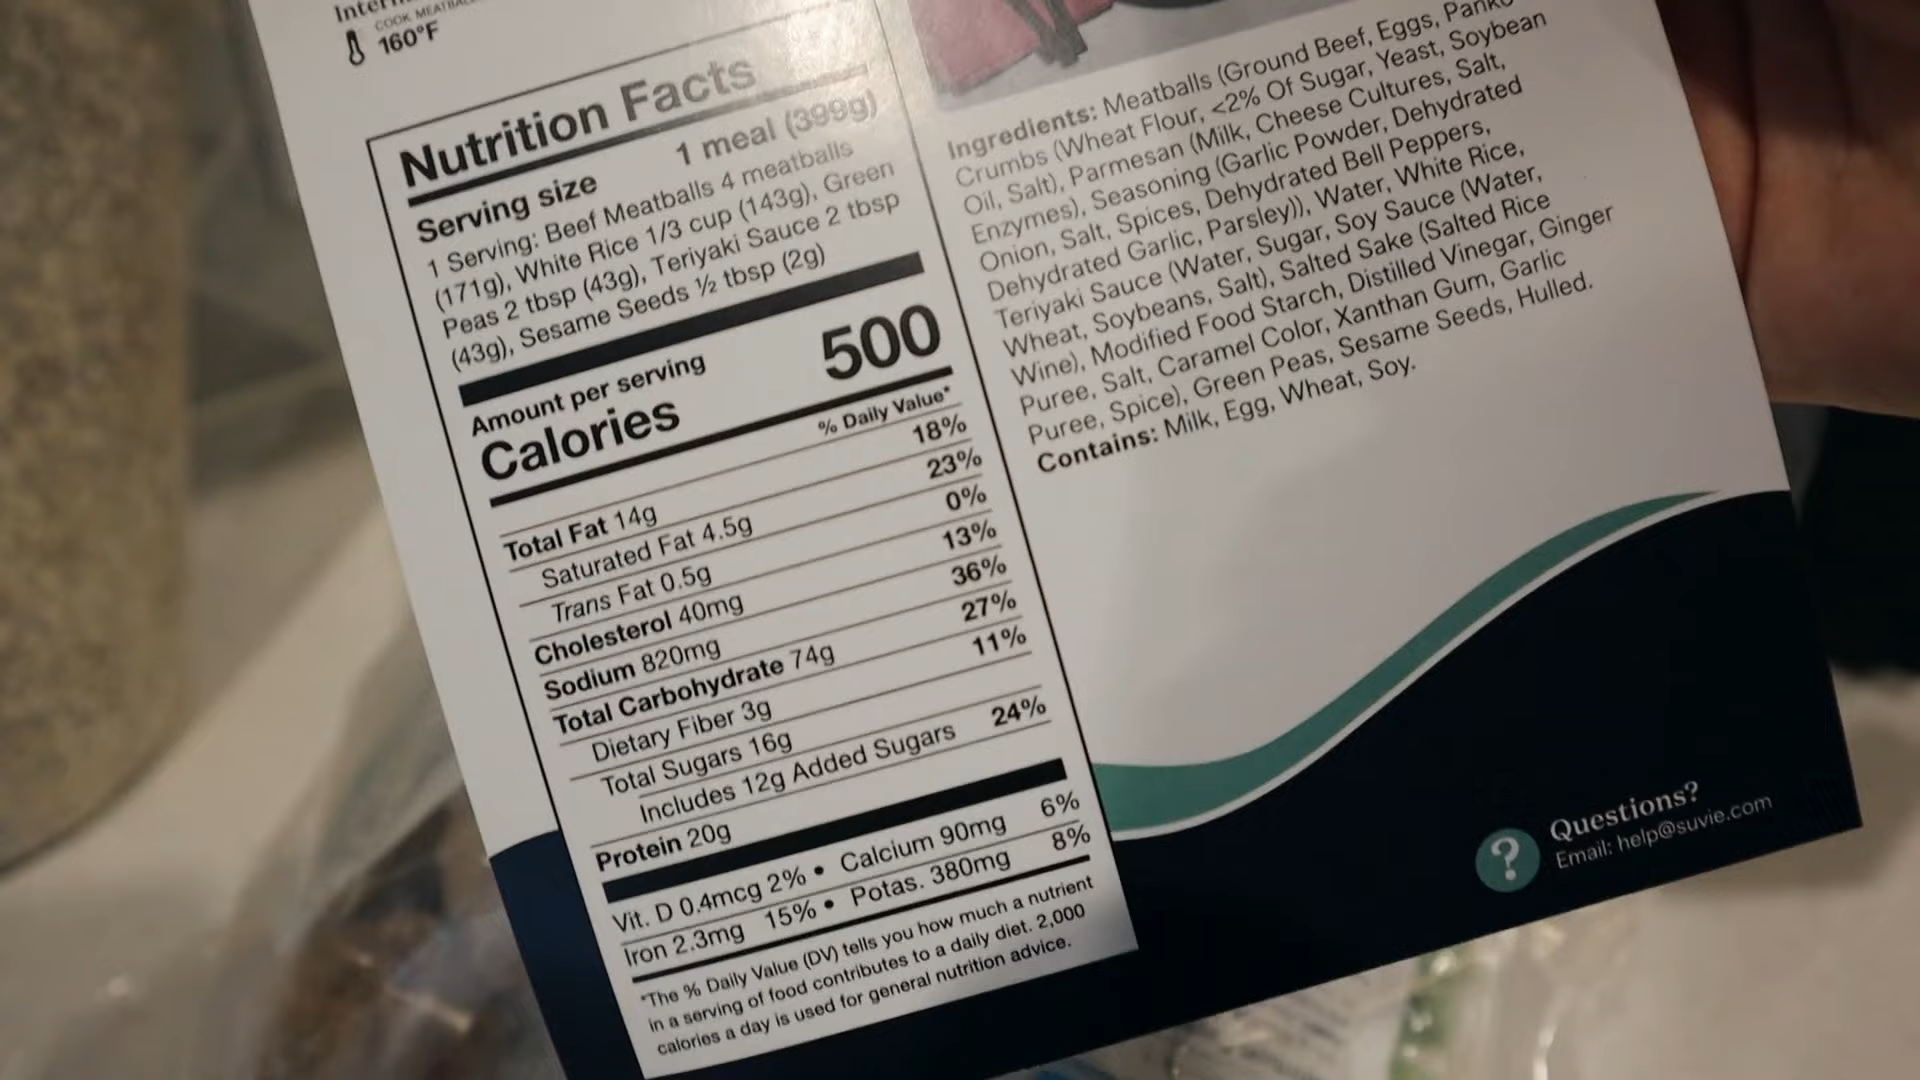 COOK MEATBALLS
160°F
Nutrition Facts
Serving size 1 meal (399g)
1 Serving: Beef Meatballs 4 meatballs
(171g), White Rice 1/3 cup (143g), Green
Peas 2 tbsp (43g), Teriyaki Sauce 2 tbsp
(43g), Sesame Seeds ½ tbsp (2g)
Amount per serving
Calories 500
% Daily Value*
Total Fat 14g 18%
Saturated Fat 4.5g 23%
Trans Fat 0.5g 0%
Cholesterol 40mg 13%
Sodium 820mg 36%
Total Carbohydrate 74g 27%
Dietary Fiber 3g 11%
Total Sugars 16g
Includes 12g Added Sugars 24%
Protein 20g
Vit. D 0.4mcg 2% • Calcium 90mg 6%
Iron 2.3mg 15% • Potas. 380mg 8%
*The % Daily Value (DV) tells you how much a nutrient
in a serving of food contributes to a daily diet. 2,000
calories a day is used for general nutrition advice.
Ingredients: Meatballs (Ground Beef, Eggs, Panko
Crumbs (Wheat Flour, <2% Of Sugar, Yeast, Soybean
Oil, Salt), Parmesan (Milk, Cheese Cultures, Salt,
Enzymes), Seasoning (Garlic Powder, Dehydrated
Onion, Salt, Spices, Dehydrated Bell Peppers,
Dehydrated Garlic, Parsley)), Water, White Rice,
Teriyaki Sauce (Water, Sugar, Soy Sauce (Water,
Wheat, Soybeans, Salt), Salted Sake (Salted Rice
Wine), Modified Food Starch, Distilled Vinegar, Ginger
Puree, Salt, Caramel Color, Xanthan Gum, Garlic
Puree, Spice), Green Peas, Sesame Seeds, Hulled.
Contains: Milk, Egg, Wheat, Soy.
Questions?
Email: help@suvie.com